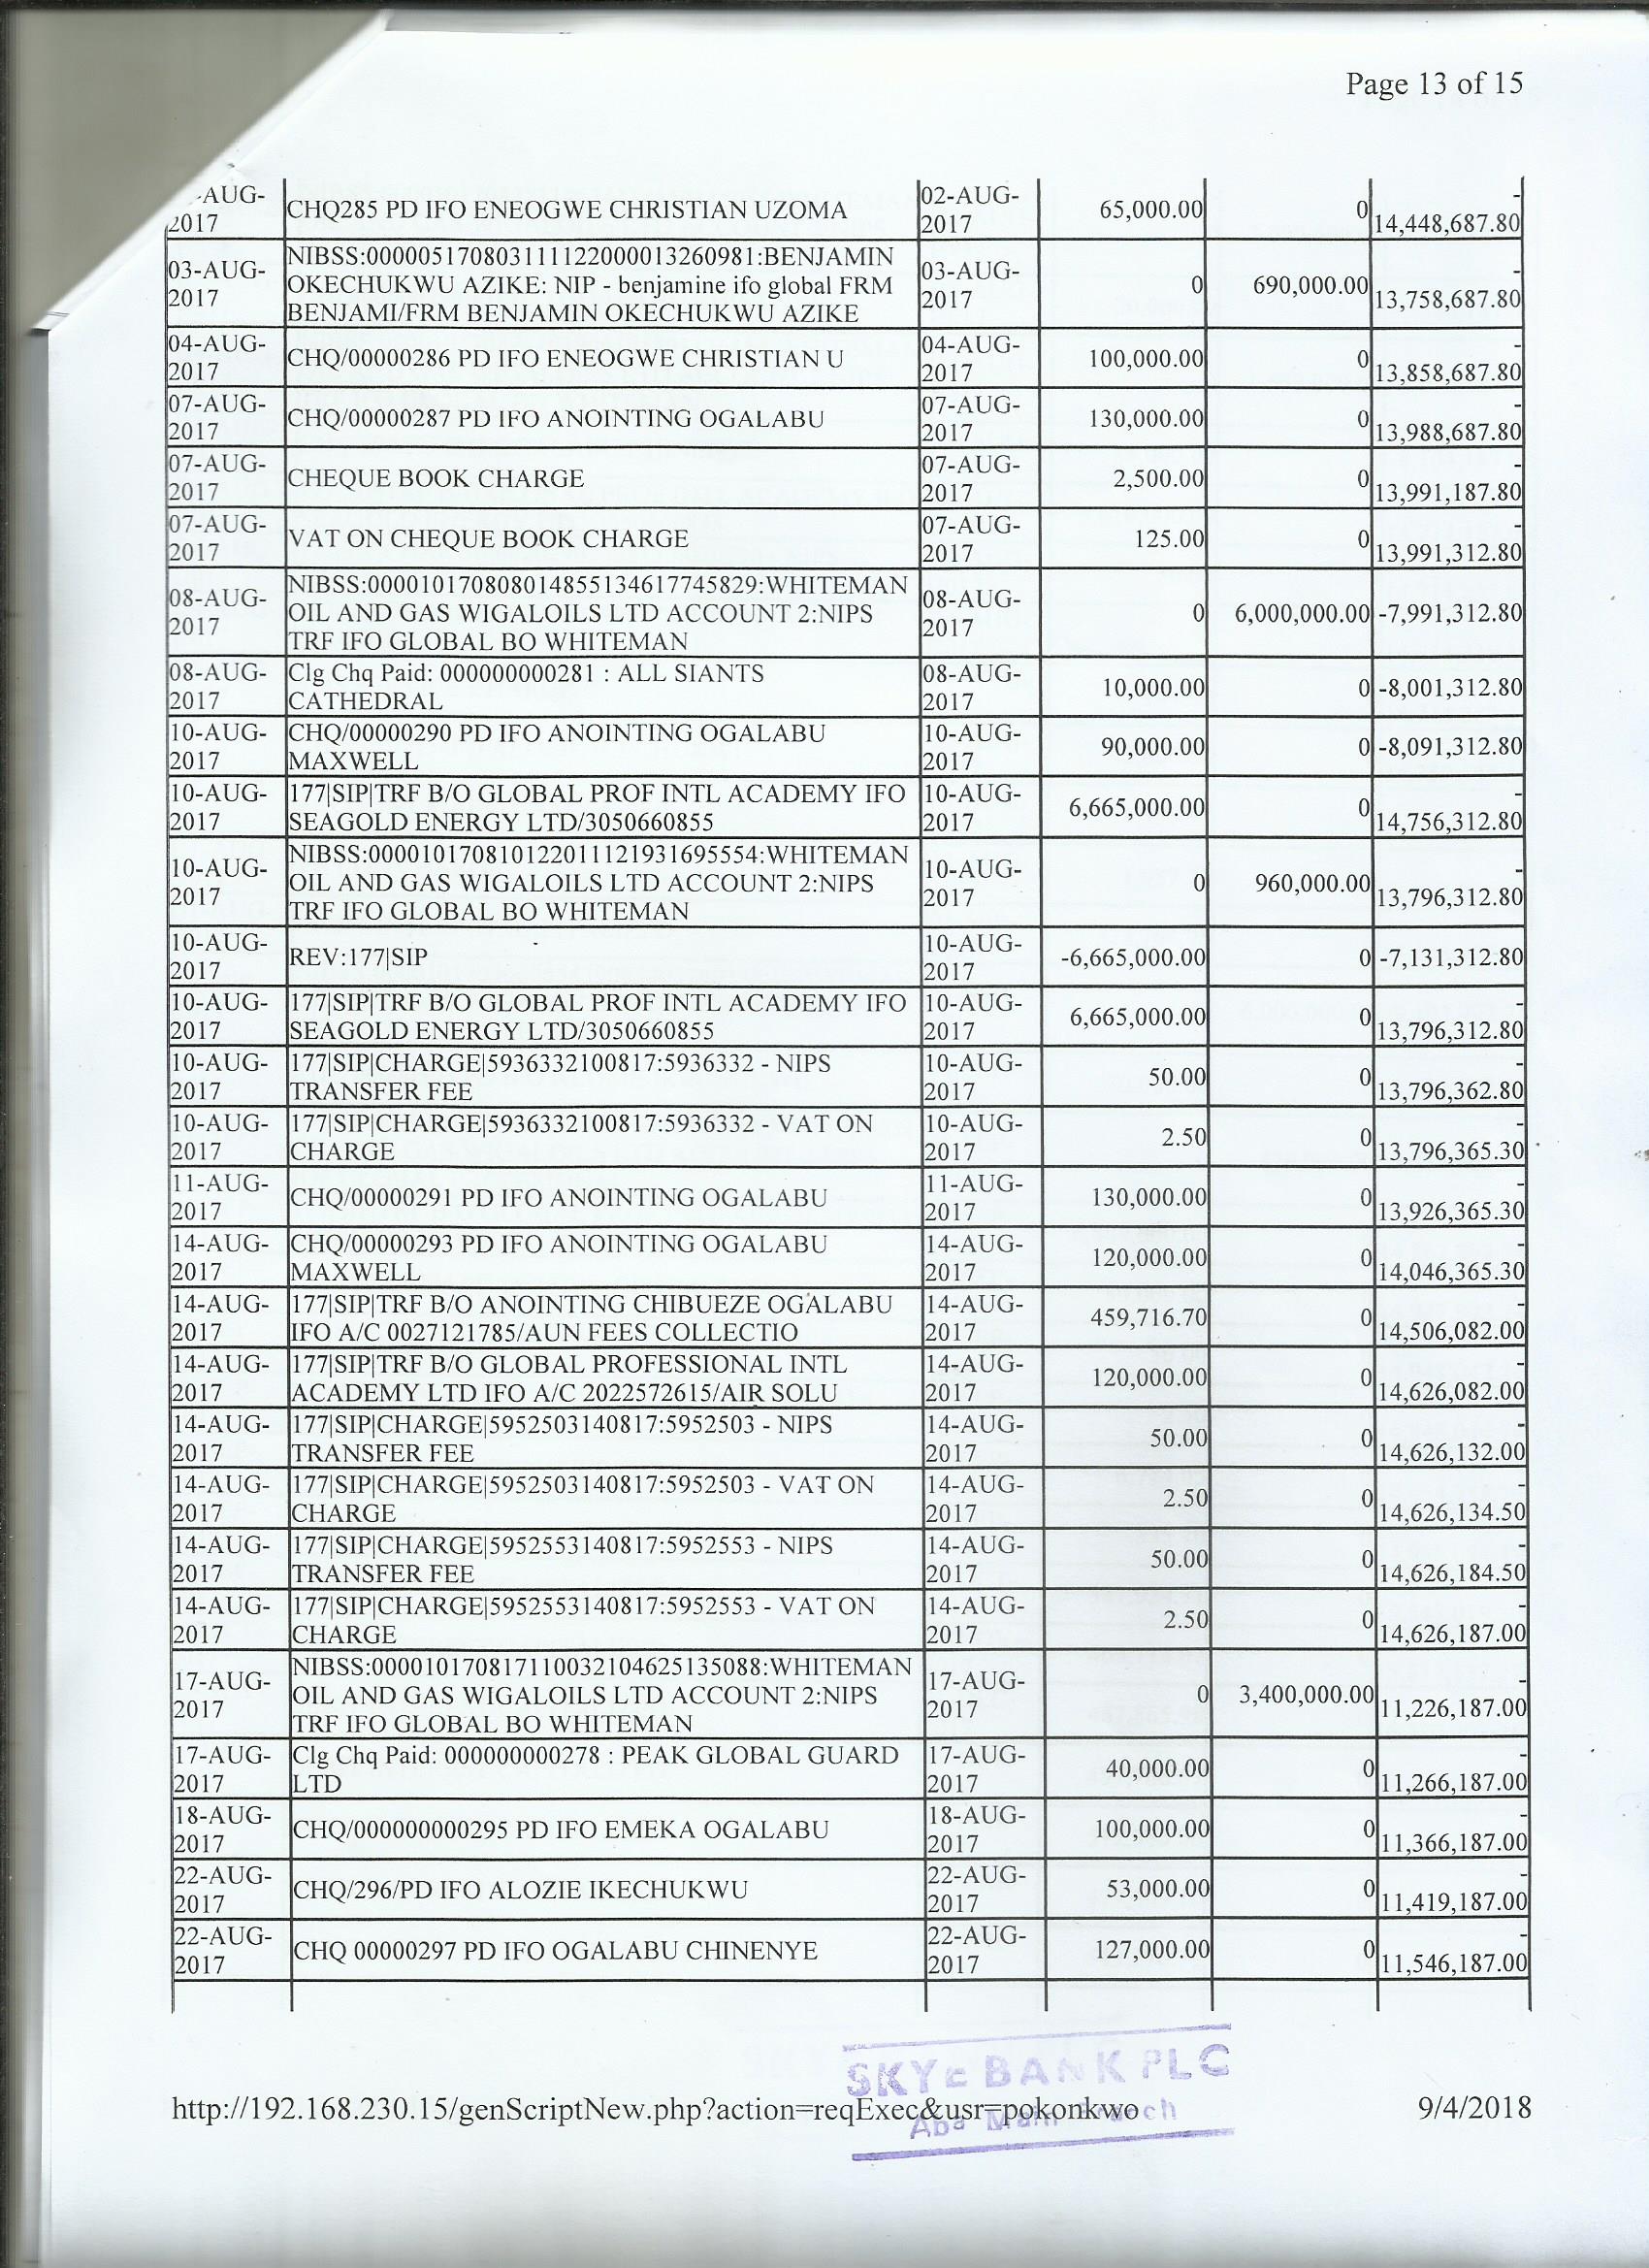 Page 13 of 15
-AUG- CHQ285 PD IFO ENEOGWE CHRISTIAN UZOMA 02-AUG- 65,000.00 0 -
2017 2017 14,448,687.80
03-AUG- NIBSS:000005170803111122000013260981:BENJAMIN 03-AUG- 0 690,000.00 -
2017 OKECHUKWU AZIKE: NIP - benjamine ifo global FRM 2017 13,758,687.80
BENJAMI/FRM BENJAMIN OKECHUKWU AZIKE
04-AUG- CHQ/00000286 PD IFO ENEOGWE CHRISTIAN U 04-AUG- 100,000.00 0 -
2017 2017 13,858,687.80
07-AUG- CHQ/00000287 PD IFO ANOINTING OGALABU 07-AUG- 130,000.00 0 -
2017 2017 13,988,687.80
07-AUG- CHEQUE BOOK CHARGE 07-AUG- 2,500.00 0 -
2017 2017 13,991,187.80
07-AUG- VAT ON CHEQUE BOOK CHARGE 07-AUG- 125.00 0 -
2017 2017 13,991,312.80
NIBSS:000010170808014855134617745829:WHITEMAN
08-AUG- OIL AND GAS WIGALOILS LTD ACCOUNT 2:NIPS 08-AUG- 0 6,000,000.00 -7,991,312.80
2017 TRF IFO GLOBAL BO WHITEMAN 2017
08-AUG- Clg Chq Paid: 000000000281 : ALL SIANTS 08-AUG- 10,000.00 0 -8,001,312.80
2017 CATHEDRAL 2017
10-AUG- CHQ/00000290 PD IFO ANOINTING OGALABU 10-AUG- 90,000.00 0 -8,091,312.80
2017 MAXWELL 2017
10-AUG- 177|SIP|TRF B/O GLOBAL PROF INTL ACADEMY IFO 10-AUG- 6,665,000.00 0 -
2017 SEAGOLD ENERGY LTD/3050660855 2017 14,756,312.80
NIBSS:000010170810122011121931695554:WHITEMAN
10-AUG- OIL AND GAS WIGALOILS LTD ACCOUNT 2:NIPS 10-AUG- 0 960,000.00 -
2017 TRF IFO GLOBAL BO WHITEMAN 2017 13,796,312.80
10-AUG- REV:177|SIP 10-AUG- -6,665,000.00 0 -7,131,312.80
2017 2017
10-AUG- 177|SIP|TRF B/O GLOBAL PROF INTL ACADEMY IFO 10-AUG- 6,665,000.00 0 -
2017 SEAGOLD ENERGY LTD/3050660855 2017 13,796,312.80
10-AUG- 177|SIP|CHARGE|5936332100817:5936332 - NIPS 10-AUG- 50.00 0 -
2017 TRANSFER FEE 2017 13,796,362.80
10-AUG- 177|SIP|CHARGE|5936332100817:5936332 - VAT ON 10-AUG- 2.50 0 -
2017 CHARGE 2017 13,796,365.30
11-AUG- CHQ/00000291 PD IFO ANOINTING OGALABU 11-AUG- 130,000.00 0 -
2017 2017 13,926,365.30
14-AUG- CHQ/00000293 PD IFO ANOINTING OGALABU 14-AUG- 120,000.00 0 -
2017 MAXWELL 2017 14,046,365.30
14-AUG- 177|SIP|TRF B/O ANOINTING CHIBUEZE OGALABU 14-AUG- 459,716.70 0 -
2017 IFO A/C 0027121785/AUN FEES COLLECTIO 2017 14,506,082.00
14-AUG- 177|SIP|TRF B/O GLOBAL PROFESSIONAL INTL 14-AUG- 120,000.00 0 -
2017 ACADEMY LTD IFO A/C 2022572615/AIR SOLU 2017 14,626,082.00
14-AUG- 177|SIP|CHARGE|5952503140817:5952503 - NIPS 14-AUG- 50.00 0 -
2017 TRANSFER FEE 2017 14,626,132.00
14-AUG- 177|SIP|CHARGE|5952503140817:5952503 - VAT ON 14-AUG- 2.50 0 -
2017 CHARGE 2017 14,626,134.50
14-AUG- 177|SIP|CHARGE|5952553140817:5952553 - NIPS 14-AUG- 50.00 0 -
2017 TRANSFER FEE 2017 14,626,184.50
14-AUG- 177|SIP|CHARGE|5952553140817:5952553 - VAT ON 14-AUG- 2.50 0 -
2017 CHARGE 2017 14,626,187.00
NIBSS:000010170817110032104625135088:WHITEMAN
17-AUG- OIL AND GAS WIGALOILS LTD ACCOUNT 2:NIPS 17-AUG- 0 3,400,000.00 -
2017 TRF IFO GLOBAL BO WHITEMAN 2017 11,226,187.00
17-AUG- Clg Chq Paid: 000000000278 : PEAK GLOBAL GUARD 17-AUG- 40,000.00 0 -
2017 LTD 2017 11,266,187.00
18-AUG- CHQ/000000000295 PD IFO EMEKA OGALABU 18-AUG- 100,000.00 0 -
2017 2017 11,366,187.00
22-AUG- CHQ/296/PD IFO ALOZIE IKECHUKWU 22-AUG- 53,000.00 0 -
2017 2017 11,419,187.00
22-AUG- CHQ 00000297 PD IFO OGALABU CHINENYE 22-AUG- 127,000.00 0 -
2017 2017 11,546,187.00
SKYE BANK PLC
http://192.168.230.15/genScriptNew.php?action=reqExec&usr=pokonkwo 9/4/2018
Aba Main Branch